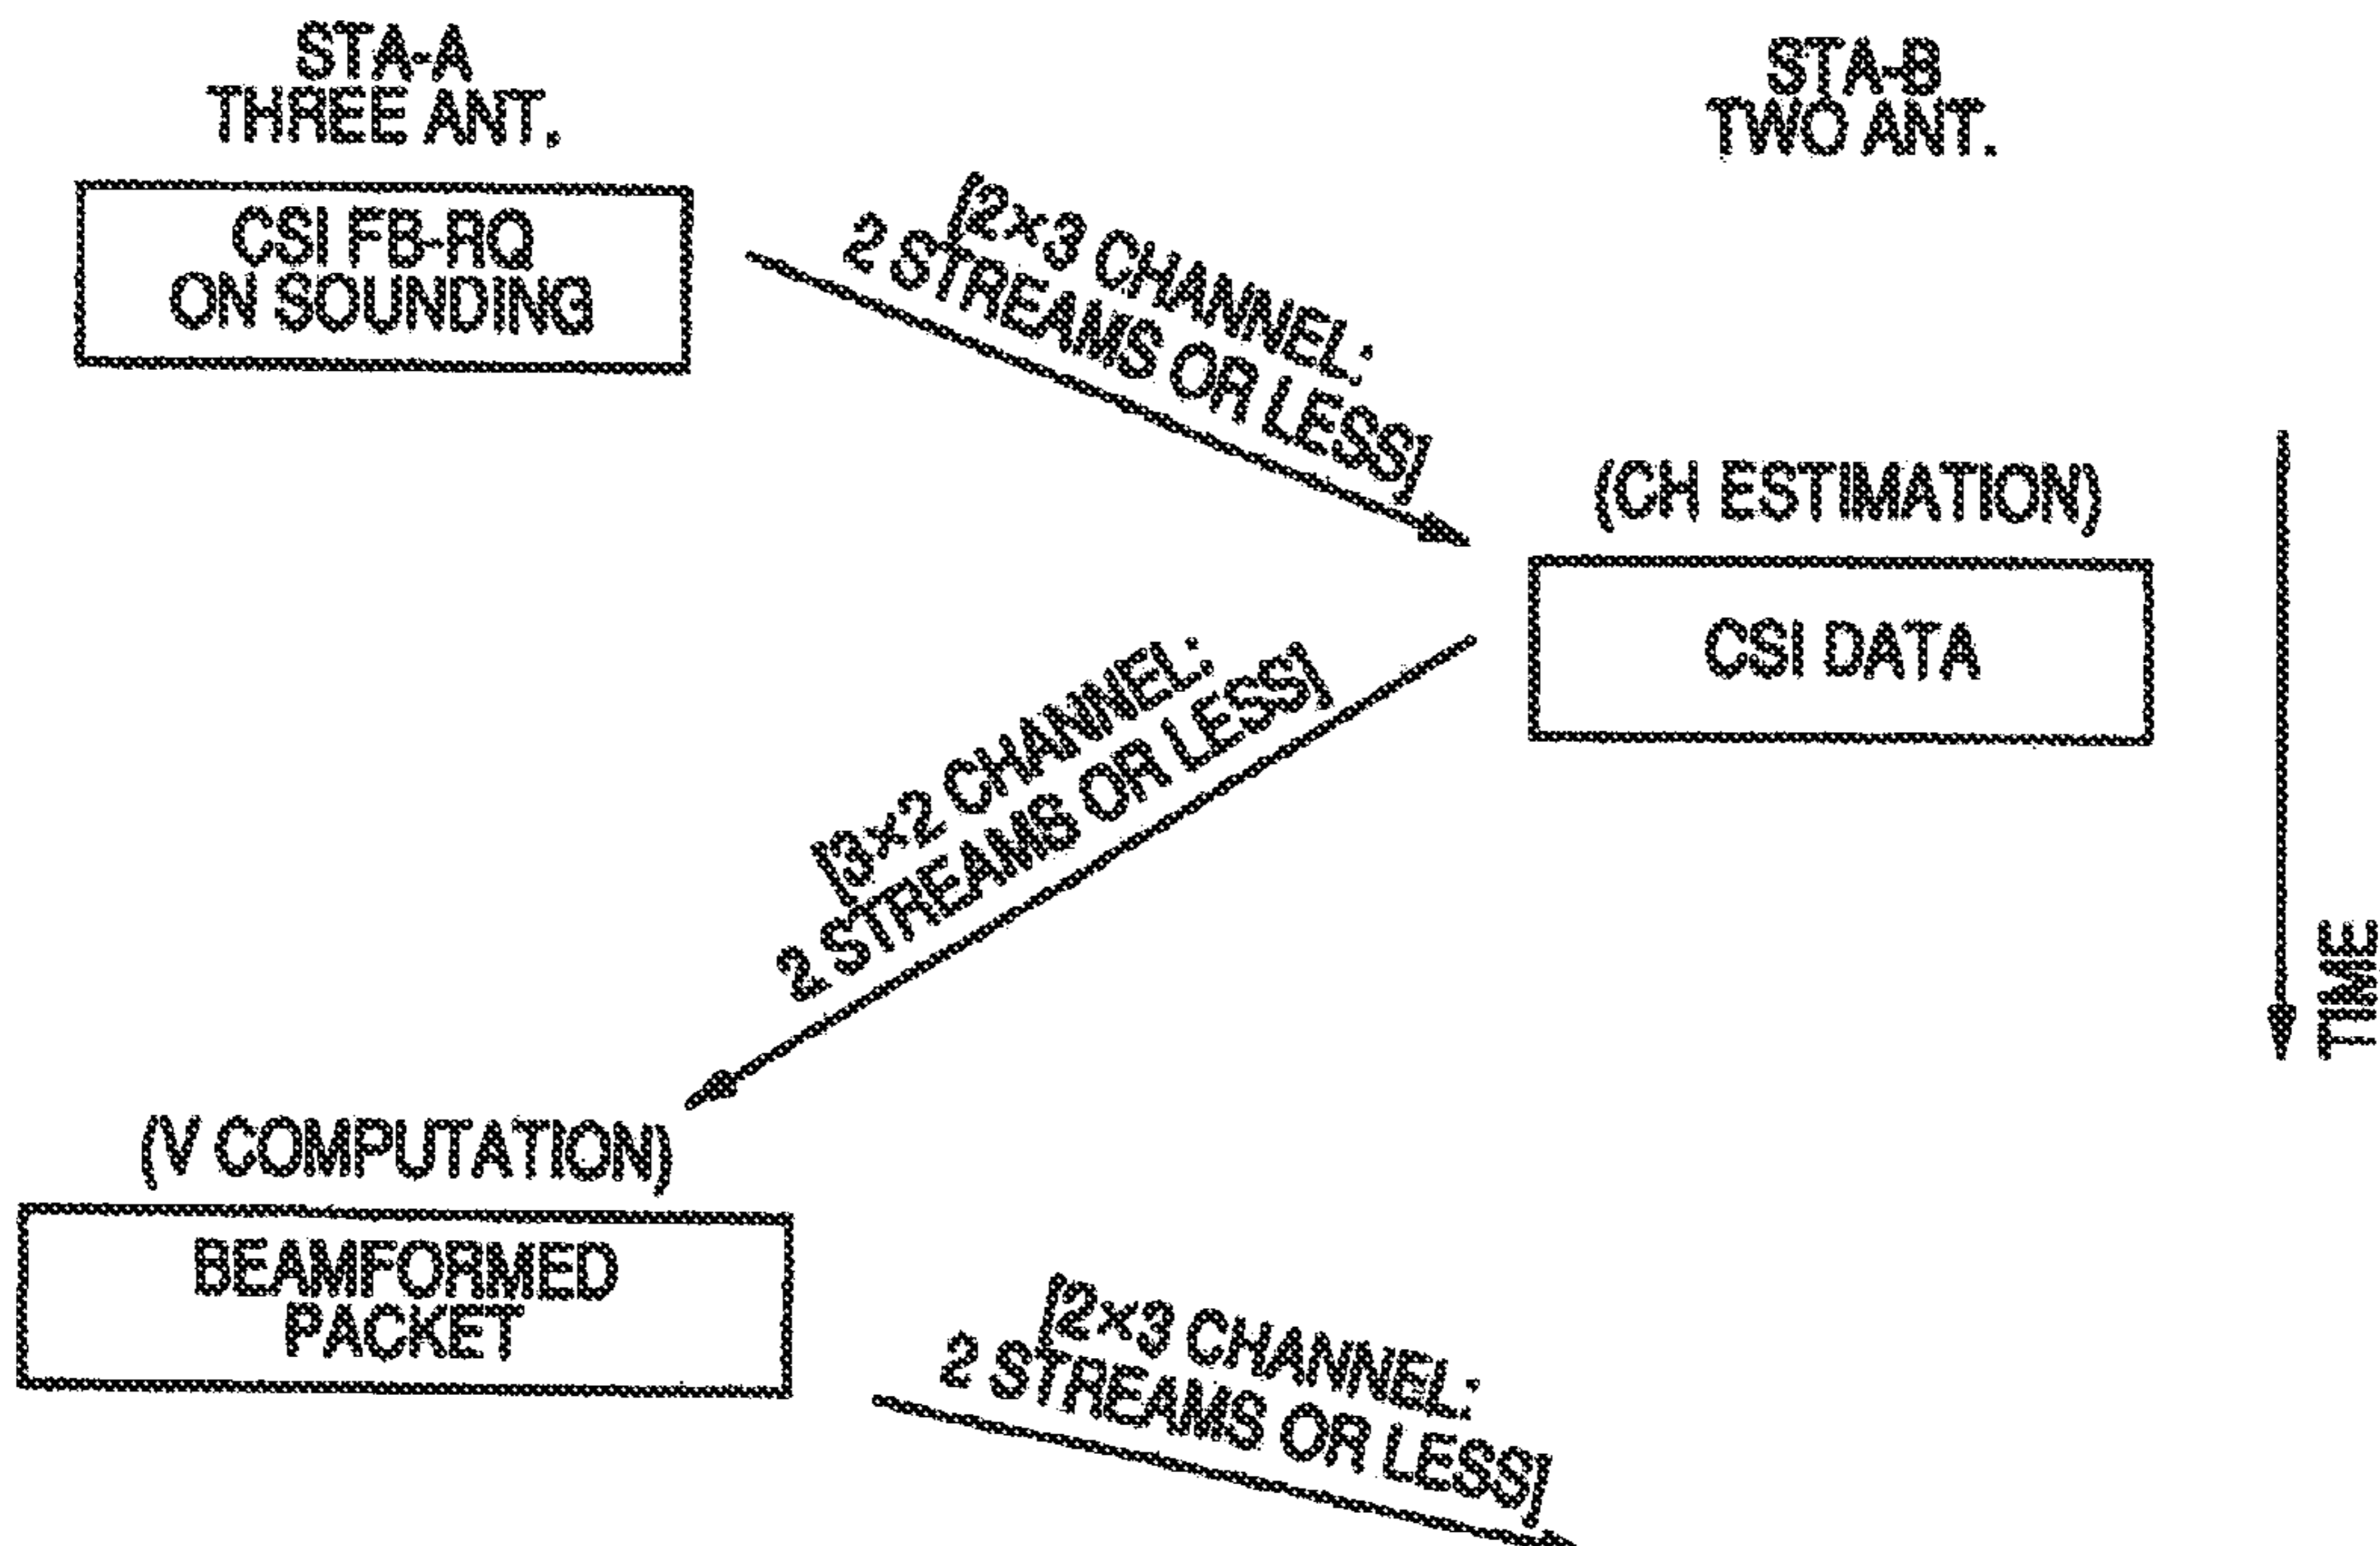 STA-A
THREE ANT.
STA-B
TWO ANT.
CSI FB-RQ
ON SOUNDING
[2×3 CHANNEL:
2 STREAMS OR LESS]
(CH ESTIMATION)
CSI DATA
[3×2 CHANNEL:
2 STREAMS OR LESS]
TIME
(V COMPUTATION)
BEAMFORMED
PACKET
[2×3 CHANNEL:
2 STREAMS OR LESS]